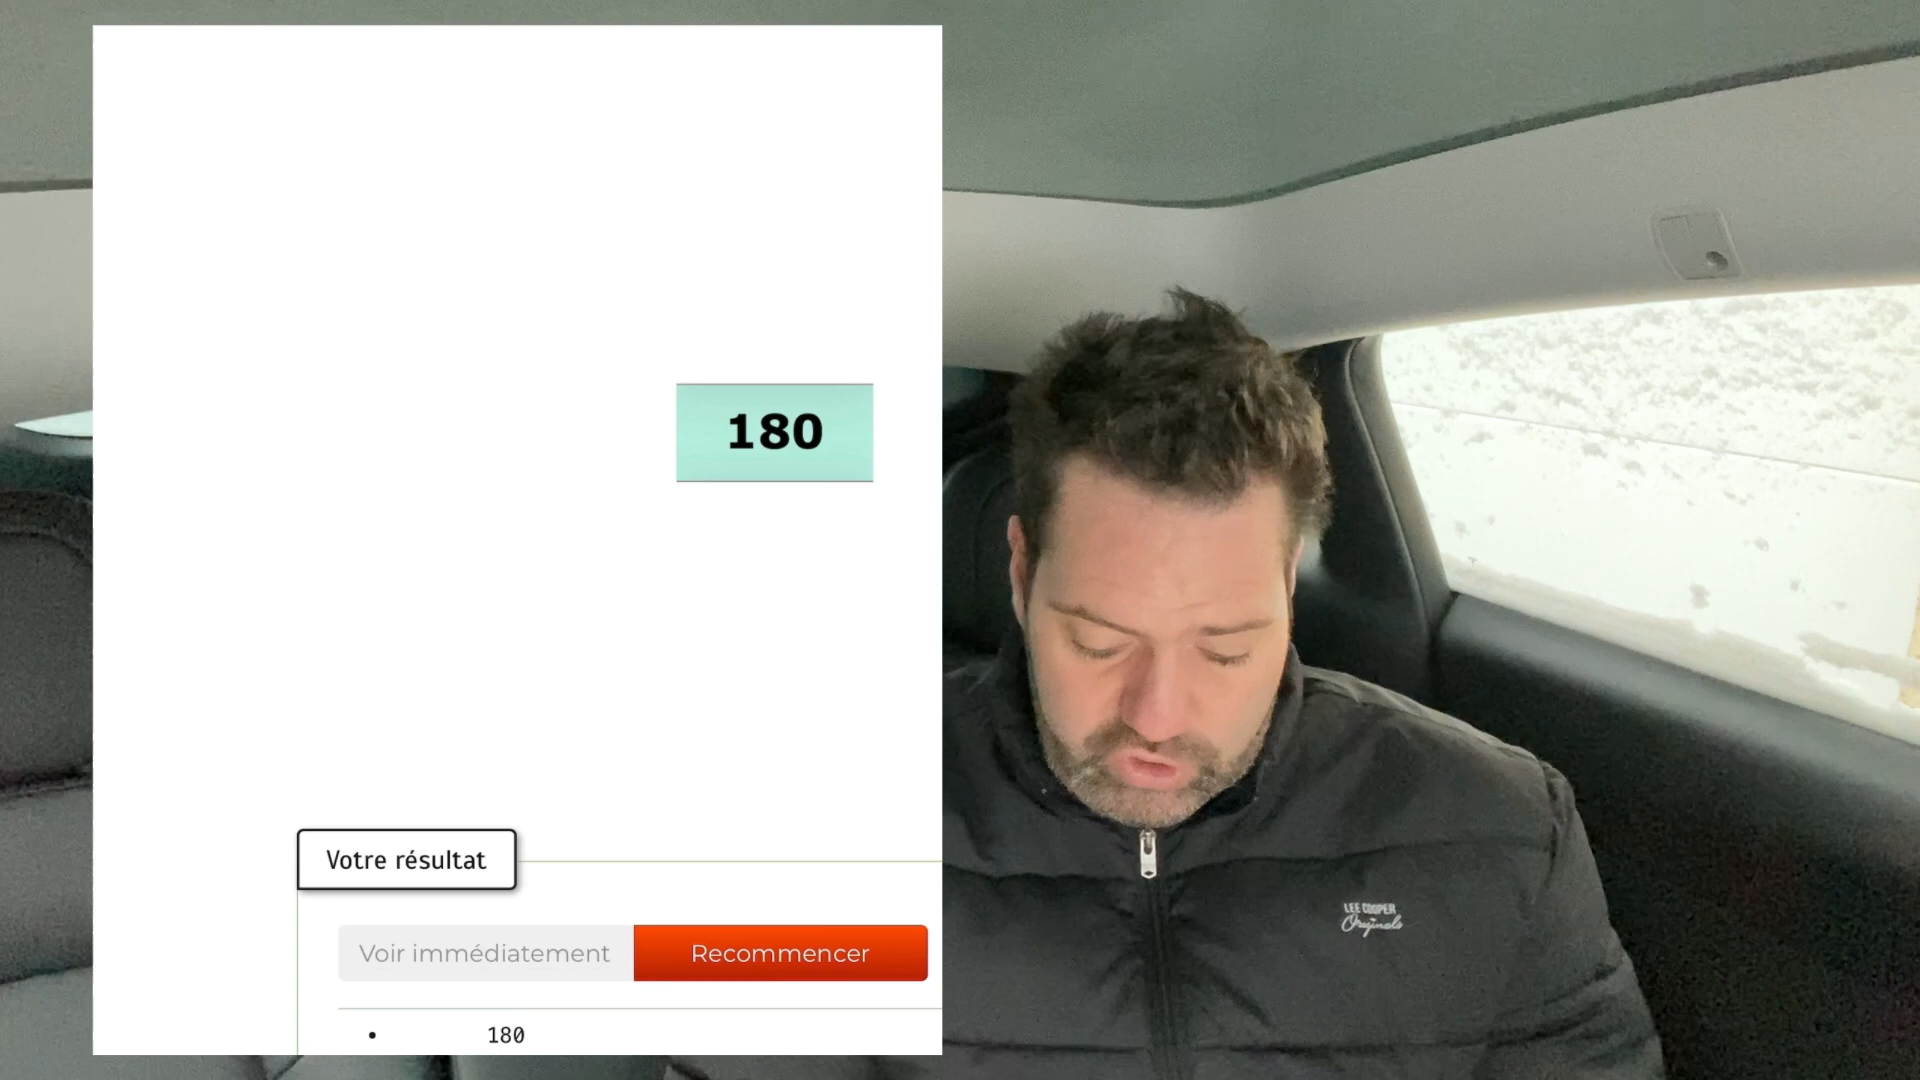 180
Votre résultat
Voir immédiatement
Recommencer
• 180
LEE COOPER
Originals